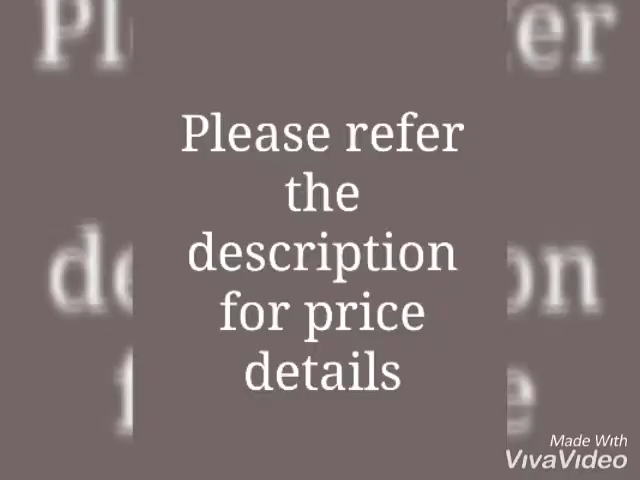 Please refer
the
description
for price
details
Made With
VivaVideo